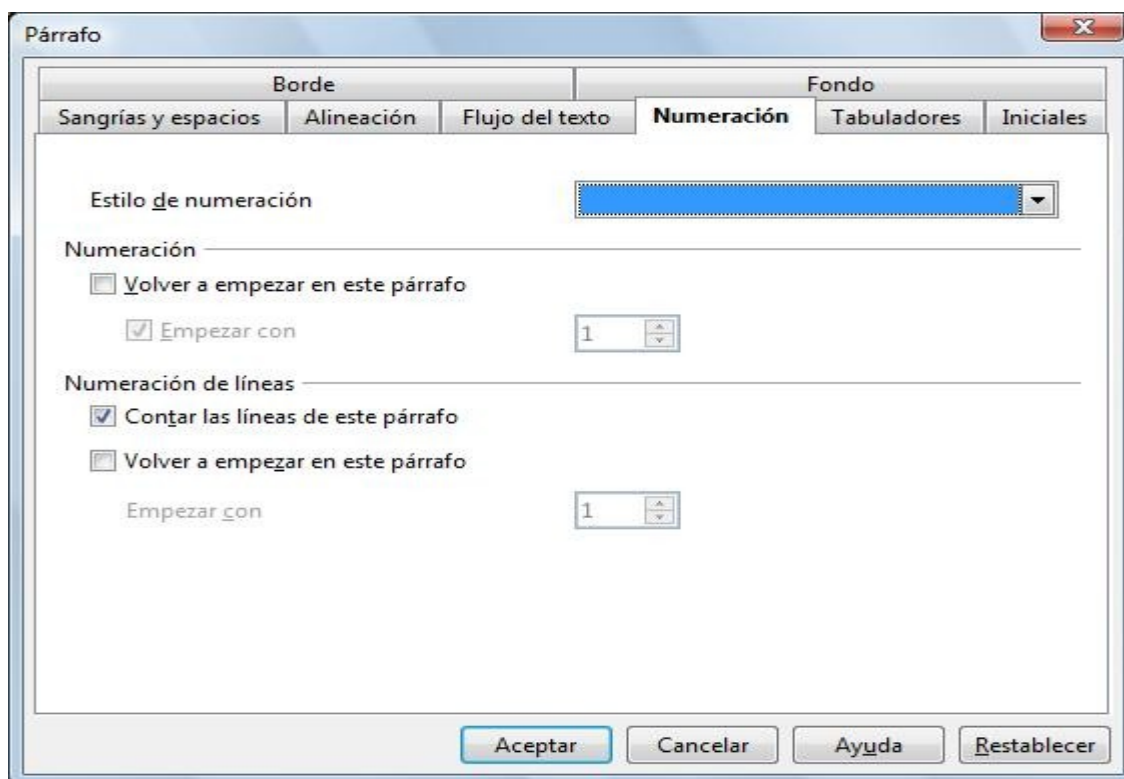 Párrafo
Borde Fondo
Sangrías y espacios Alineación Flujo del texto Numeración Tabuladores Iniciales
Estilo de numeración
Numeración
Volver a empezar en este párrafo
Empezar con 1
Numeración de líneas
Contar las líneas de este párrafo
Volver a empezar en este párrafo
Empezar con 1
Aceptar Cancelar Ayuda Restablecer